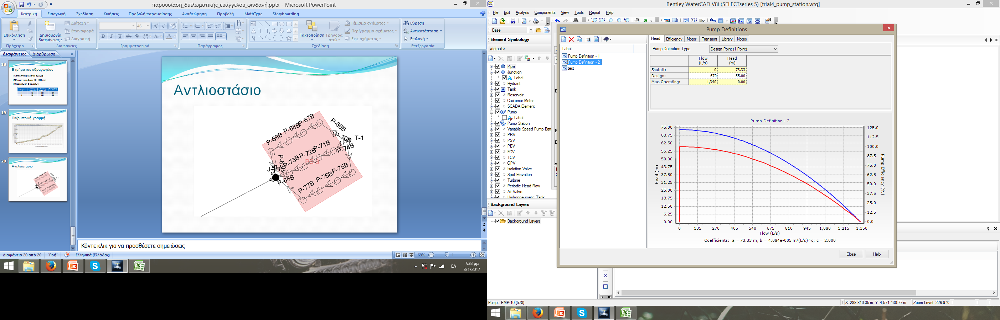 παρουσίαση_διπλωματικής_ευάγγελου_φινδανή.pptx - Microsoft PowerPoint
Κεντρική Εισαγωγή Σχεδίαση Κινήσεις Προβολή παρουσίασης Αναθεώρηση Προβολή MathType Storyboarding
Επικόλληση
Δημιουργία διαφάνειας
Διάταξη
Επαναφορά
Διαγραφή
46
Τακτοποίηση
Γρήγορα στυλ
Γέμισμα σχήματος
Περίγραμμα σχήματος
Εφέ σχήματος
Εύρεση
Αντικατάσταση
Επιλογή
Πρόχειρο Διαφάνειες Γραμματοσειρά Παράγραφος Σχεδίαση Επεξεργασία
Διαφάνειες Διάρθρωση
18
Β τμήμα του υδραγωγείου
19
Πιεζομετρική γραμμή
20
Αντλιοστάσιο
Αντλιοστάσιο
P-67B
P-68B
P-69B
P-66B
P-70B
T-1
P-71B
P-72B
P-73B
P-74B
P-63B
P-65B
P-75B
P-76B
P-77B
Κάντε κλικ για να προσθέσετε σημειώσεις
Διαφάνεια 20 από 20 "Ροή" Ελληνικά (Ελλάδας) 69%
ΕΛ 7:38 μμ
3/1/2017
Bentley WaterCAD V8i (SELECTseries 5) [trial4_pump_station.wtg]
File Edit Analysis Components View Tools Report Help
Base
Element Symbology
<default>
Pipe
Junction
Label
Hydrant
Tank
Reservoir
Customer Meter
SCADA Element
Pump
Label
Pump Station
Variable Speed Pump Batt
PRV
PSV
PBV
FCV
TCV
GPV
Isolation Valve
Spot Elevation
Turbine
Periodic Head-Flow
Air Valve
Hydropneumatic Tank
Background Layers
Background Layers
Pump Definitions
Label
Pump Definition - 1
Pump Definition - 2
test
Head Efficiency Motor Transient Library Notes
Pump Definition Type: Design Point (1 Point)
Flow (L/s) Head (m)
Shutoff: 0 73.33
Design: 670 55.00
Max. Operating: 1,340 0.00
Pump Definition - 2
75.00
68.75
62.50
56.25
50.00
43.75
37.50
31.25
25.00
18.75
12.50
6.25
0.00
Head (m)
125.0
112.5
100.0
87.5
75.0
62.5
50.0
37.5
25.0
12.5
0.0
Pump Efficiency (%)
0 135 270 405 540 675 810 945 1,080 1,215 1,350
Flow (L/s)
Coefficients: a = 73.33 m; b = 4.084e-005 m/(L/s)^c; c = 2.000
Close Help
Pump: PMP-10 (578)
X: 288,810.35 m, Y: 4,571,430.77 m Zoom Level: 226.9 %